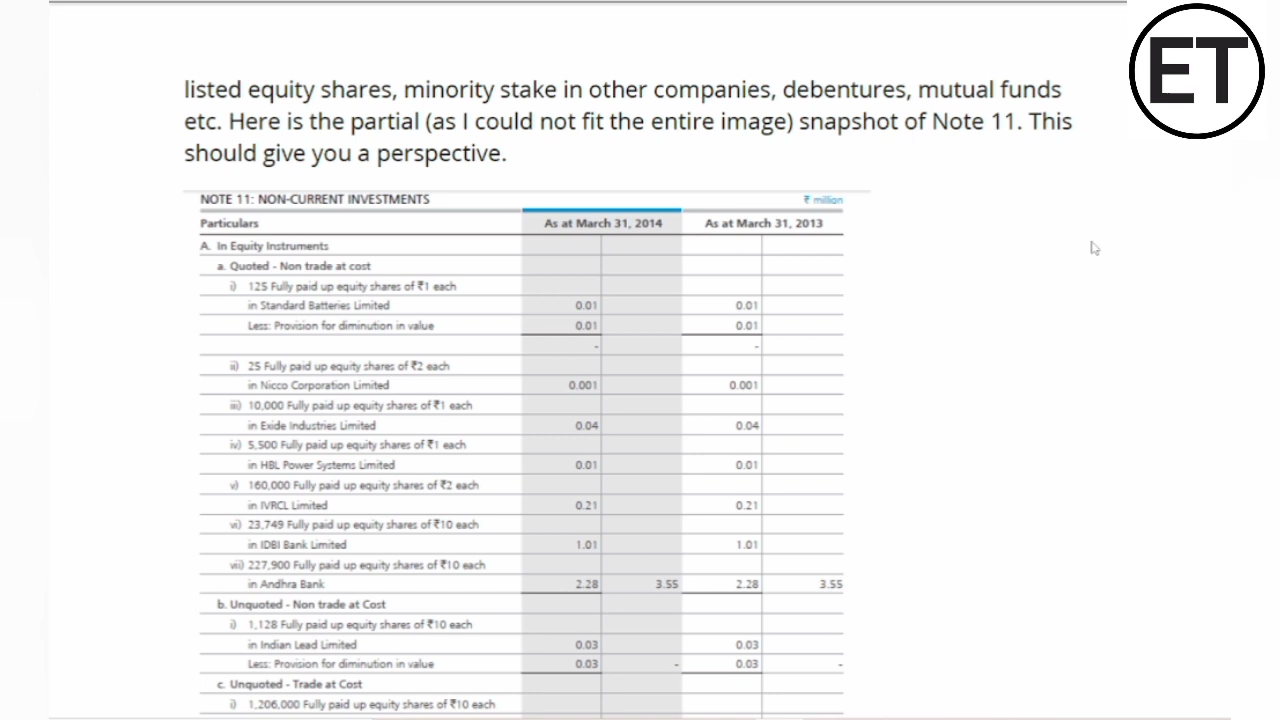 ET
listed equity shares, minority stake in other companies, debentures, mutual funds
etc. Here is the partial (as I could not fit the entire image) snapshot of Note 11. This
should give you a perspective.
NOTE 11: NON-CURRENT INVESTMENTS ₹ million
Particulars As at March 31, 2014 As at March 31, 2013
A. In Equity Instruments
a. Quoted - Non trade at cost
i) 125 Fully paid up equity shares of ₹1 each
in Standard Batteries Limited 0.01 0.01
Less: Provision for diminution in value 0.01 0.01
- -
ii) 25 Fully paid up equity shares of ₹2 each
in Nicco Corporation Limited 0.001 0.001
iii) 10,000 Fully paid up equity shares of ₹1 each
in Exide Industries Limited 0.04 0.04
iv) 5,500 Fully paid up equity shares of ₹1 each
in HBL Power Systems Limited 0.01 0.01
v) 160,000 Fully paid up equity shares of ₹2 each
in IVRCL Limited 0.21 0.21
vi) 23,749 Fully paid up equity shares of ₹10 each
in IDBI Bank Limited 1.01 1.01
vii) 227,900 Fully paid up equity shares of ₹10 each
in Andhra Bank 2.28 3.55 2.28 3.55
b. Unquoted - Non trade at Cost
i) 1,128 Fully paid up equity shares of ₹10 each
in Indian Lead Limited 0.03 0.03
Less: Provision for diminution in value 0.03 - 0.03 -
c. Unquoted - Trade at Cost
i) 1,206,000 Fully paid up equity shares of ₹10 each